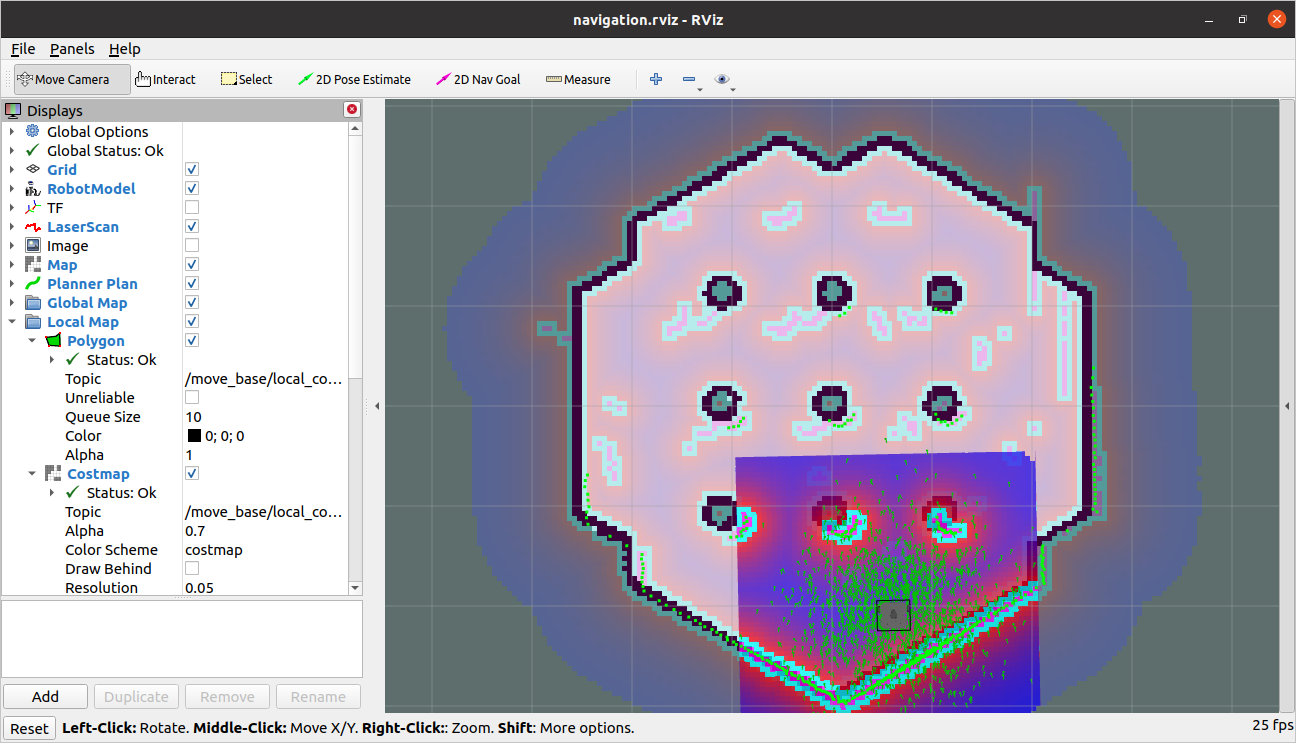 navigation.rviz - RViz
File Panels Help
Move Camera Interact Select 2D Pose Estimate 2D Nav Goal Measure
Displays
Global Options
Global Status: Ok
Grid
RobotModel
TF
LaserScan
Image
Map
Planner Plan
Global Map
Local Map
Polygon
Status: Ok
Topic /move_base/local_co...
Unreliable
Queue Size 10
Color 0; 0; 0
Alpha 1
Costmap
Status: Ok
Topic /move_base/local_co...
Alpha 0.7
Color Scheme costmap
Draw Behind
Resolution 0.05
Add Duplicate Remove Rename
Reset Left-Click: Rotate. Middle-Click: Move X/Y. Right-Click:: Zoom. Shift: More options. 25 fps